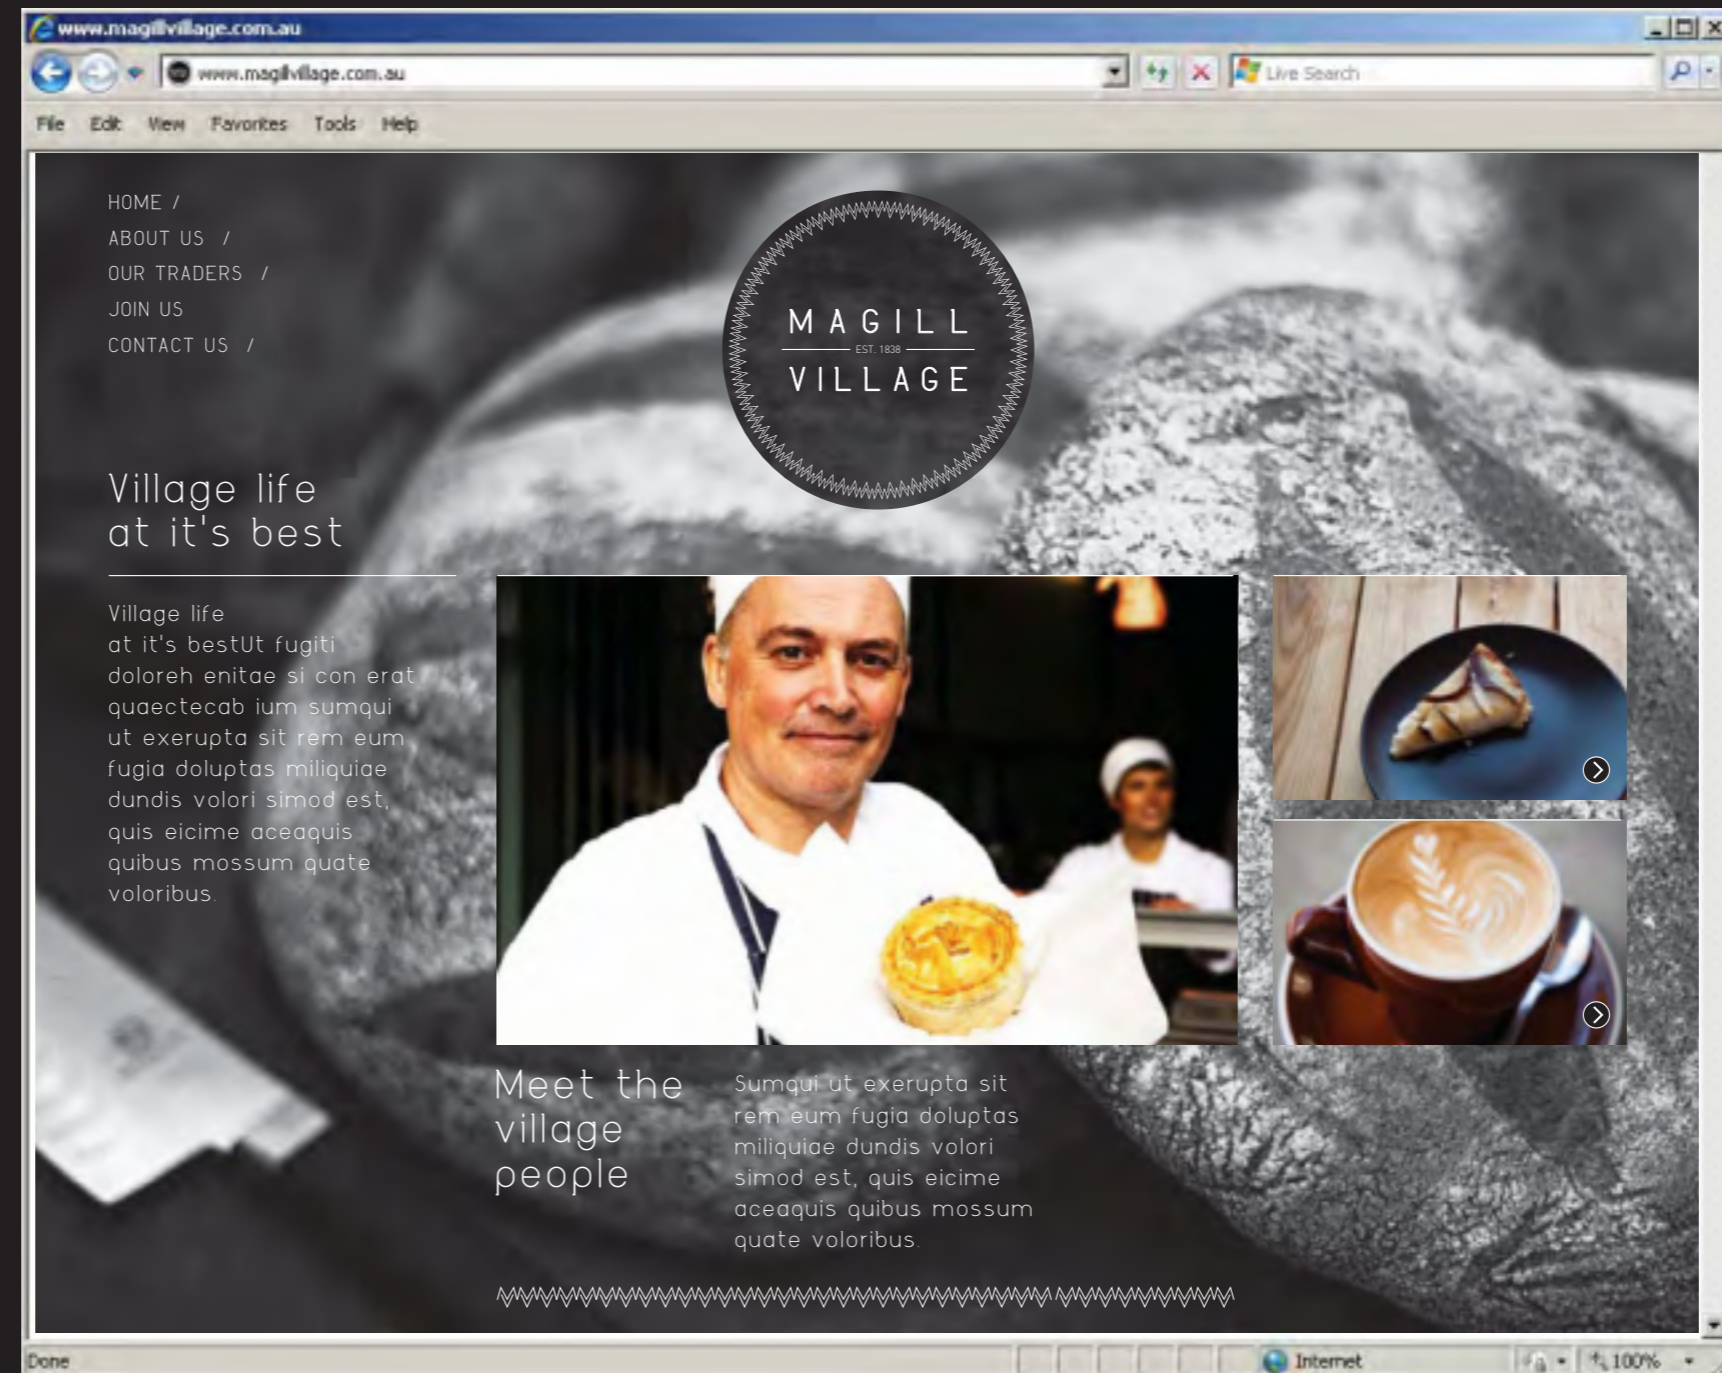 www.magillvillage.com.au
www.magillvillage.com.au
Live Search
File Edit View Favorites Tools Help
HOME /
ABOUT US /
OUR TRADERS /
JOIN US
CONTACT US /
MAGILL
EST. 1838
VILLAGE
Village life
at it's best
Village life
at it's bestUt fugiti
doloreh enitae si con erat
quaectecab ium sumqui
ut exerupta sit rem eum
fugia doluptas miliquiae
dundis volori simod est,
quis eicime aceaquis
quibus mossum quate
voloribus.
Meet the
village
people
Sumqui ut exerupta sit
rem eum fugia doluptas
miliquiae dundis volori
simod est, quis eicime
aceaquis quibus mossum
quate voloribus.
Done
Internet
100%